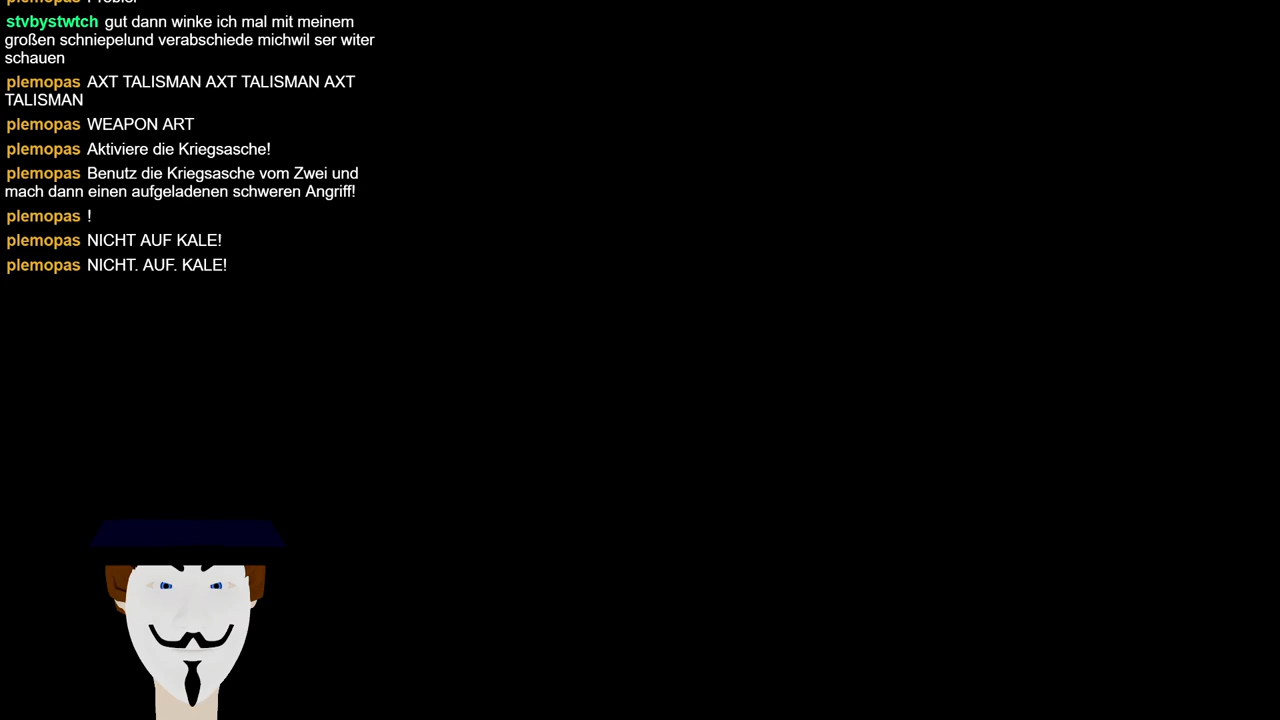 plemopas Probier
stvbystwtch gut dann winke ich mal mit meinem
großen schniepelund verabschiede michwil ser witer
schauen
plemopas AXT TALISMAN AXT TALISMAN AXT
TALISMAN
plemopas WEAPON ART
plemopas Aktiviere die Kriegsasche!
plemopas Benutz die Kriegsasche vom Zwei und
mach dann einen aufgeladenen schweren Angriff!
plemopas !
plemopas NICHT AUF KALE!
plemopas NICHT. AUF. KALE!